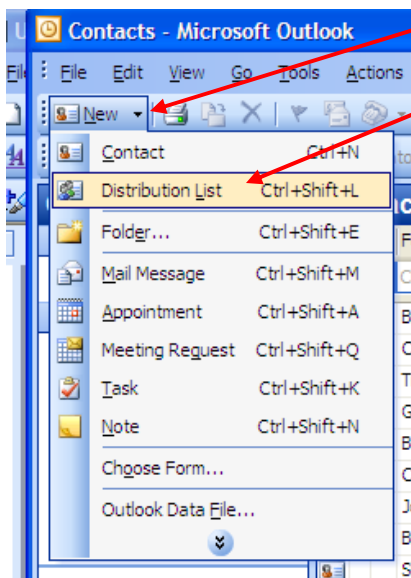 Contacts - Microsoft Outlook
File Edit View Go Tools Actions
New
Contact Ctrl+N
Distribution List Ctrl+Shift+L
Folder... Ctrl+Shift+E
Mail Message Ctrl+Shift+M
Appointment Ctrl+Shift+A
Meeting Request Ctrl+Shift+Q
Task Ctrl+Shift+K
Note Ctrl+Shift+N
Choose Form...
Outlook Data File...